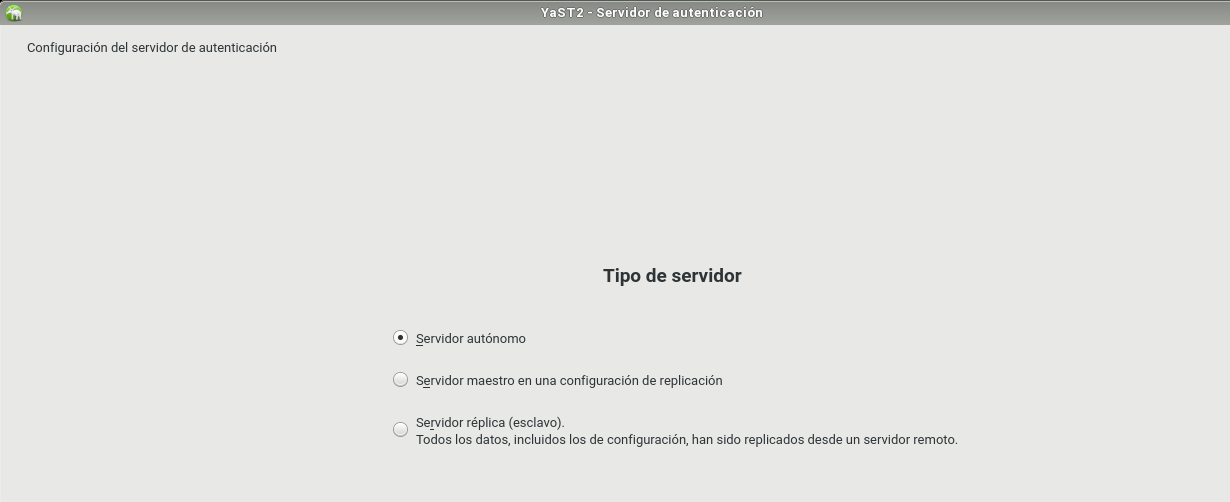 YaST2 - Servidor de autenticación
Configuración del servidor de autenticación
Tipo de servidor
Servidor autónomo
Servidor maestro en una configuración de replicación
Servidor réplica (esclavo).
Todos los datos, incluidos los de configuración, han sido replicados desde un servidor remoto.